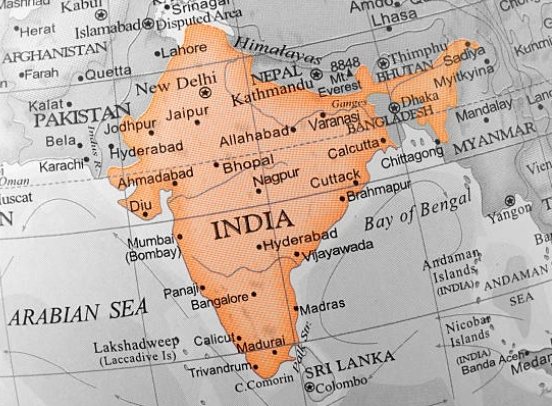 Mashhad
Kabul
Herat
Islamabad
Srinagar
Disputed Area
AFGHANISTAN
Farah
Quetta
Lahore
Himalayas
Lhasa
New Delhi
NEPAL
Kathmandu
8848
Mt.
Everest
Thimphu
BHUTAN
Sadiya
Myitkyina
Kunm
Kalat
PAKISTAN
Bela
Karachi
Indus R.
Jodhpur
Jaipur
Hyderabad
Allahabad
Ganges
Varanasi
Dhaka
BANGLADESH
Mandalay
MYANMAR
Oman
Muscat
Ahmadabad
Bhopal
Calcutta
Chittagong
Diu
Nagpur
Cuttack
Brahmapur
INDIA
Mumbai
(Bombay)
Hyderabad
Vijayawada
Bay of Bengal
Yangon
Vien
Andaman
Islands
(INDIA)
ANDAMAN
SEA
Panaji
Bangalore
Madras
ARABIAN SEA
Lakshadweep
(Laccadive Is)
Calicut
Madurai
Trivandrum
C.Comorin
Palk Str.
SRI LANKA
Colombo
Nicobar
Islands
(INDIA)
Banda Aceh
Medan